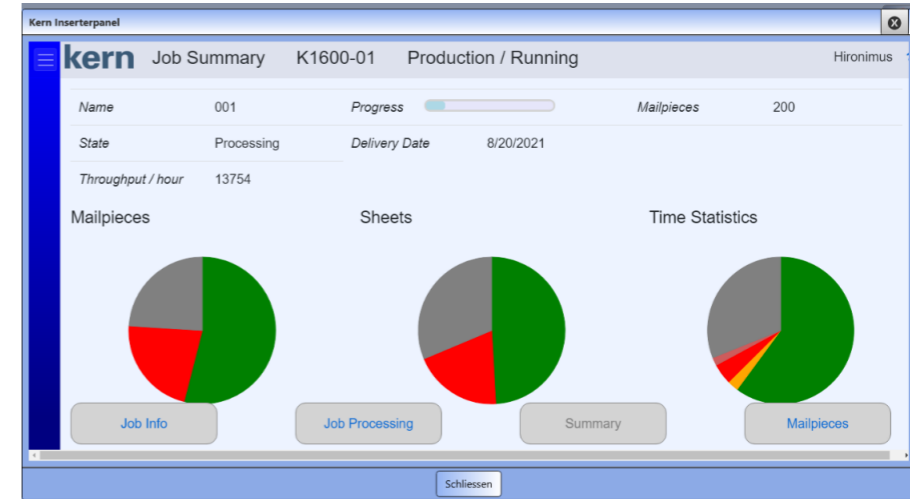 Kern Inserterpanel
kern Job Summary K1600-01 Production / Running Hironimus
Name 001 Progress Mailpieces 200
State Processing Delivery Date 8/20/2021
Throughput / hour 13754
Mailpieces Sheets Time Statistics
Job Info Job Processing Summary Mailpieces
Schliessen